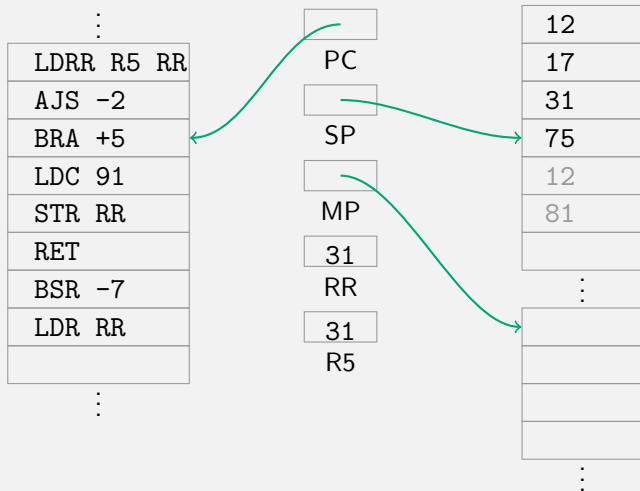 ⋮
LDRR R5 RR
AJS -2
BRA +5
LDC 91
STR RR
RET
BSR -7
LDR RR
⋮
PC
SP
MP
31
RR
31
R5
12
17
31
75
12
81
⋮
⋮